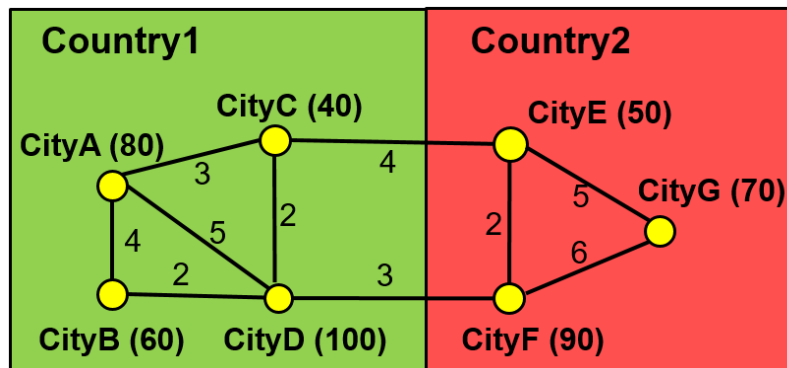 Country1
Country2
CityC (40)
CityE (50)
CityA (80)
4
3
5
CityG (70)
2
2
4
5
6
2
3
CityB (60)
CityD (100)
CityF (90)